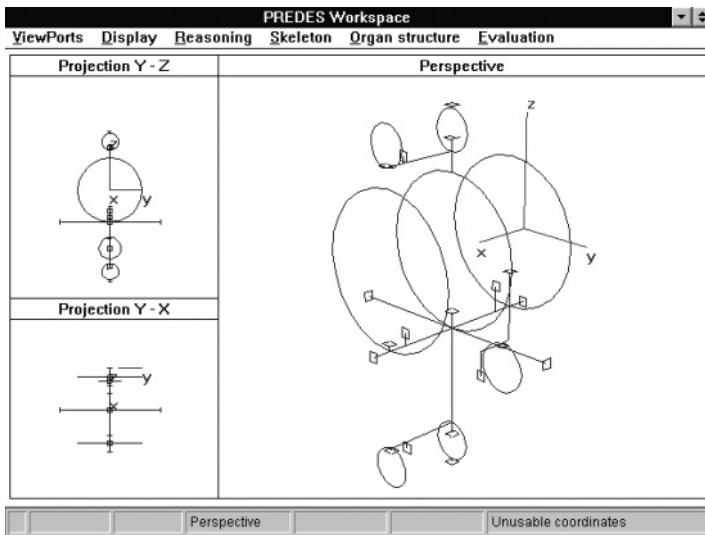 PREDES Workspace
ViewPorts Display Reasoning Skeleton Organ structure Evaluation
Projection Y - Z
Perspective
z
x y
z
x
y
Projection Y - X
y
x
Perspective Unusable coordinates